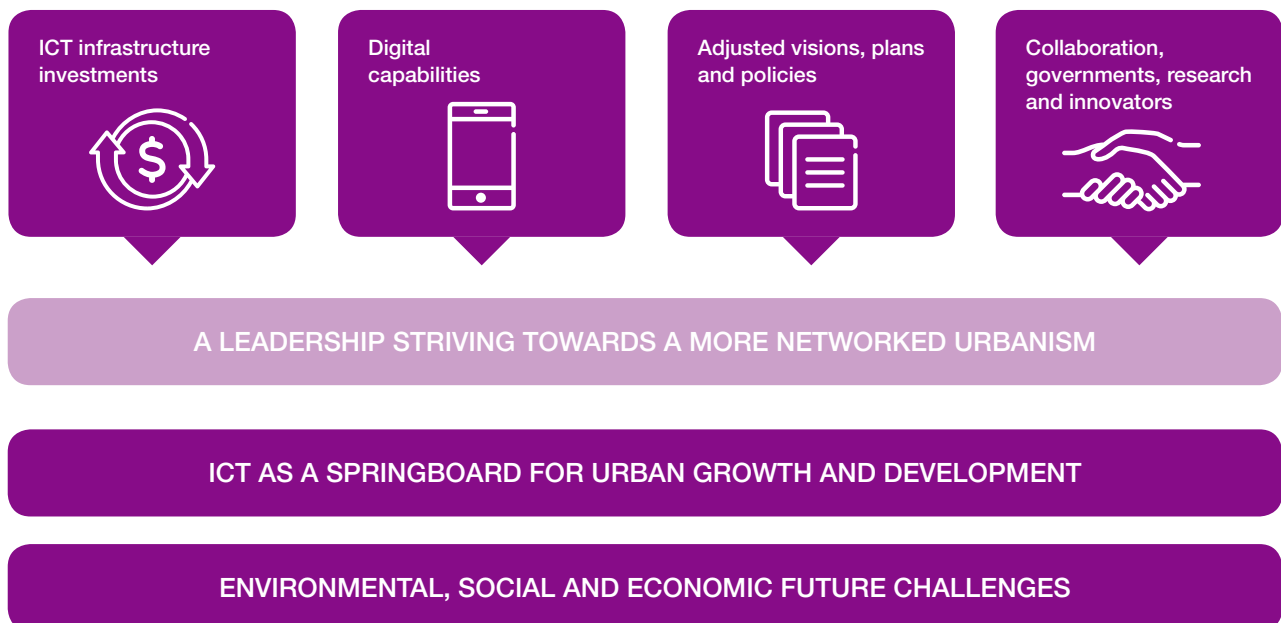 ICT infrastructure
investments
Digital
capabilities
Adjusted visions, plans
and policies
Collaboration,
governments, research
and innovators
$
A LEADERSHIP STRIVING TOWARDS A MORE NETWORKED URBANISM
ICT AS A SPRINGBOARD FOR URBAN GROWTH AND DEVELOPMENT
ENVIRONMENTAL, SOCIAL AND ECONOMIC FUTURE CHALLENGES